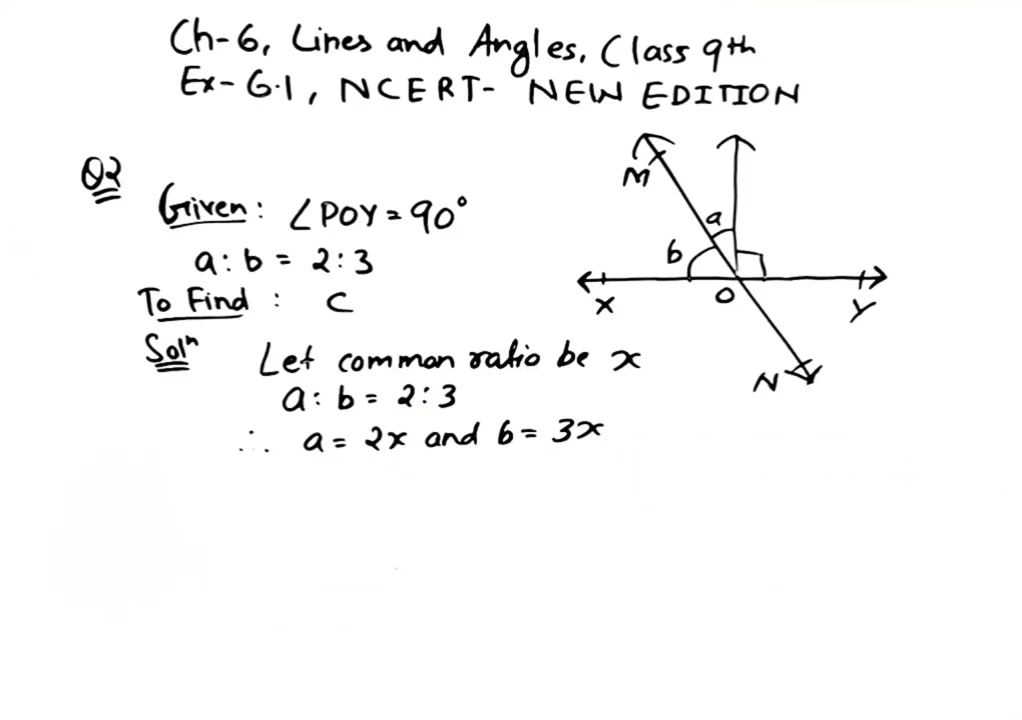 Ch-6, Lines and Angles, Class 9th
Ex-6.1, NCERT- NEW EDITION
Q2
Given: ∠POY = 90°
a: b = 2:3
To Find : C
Solⁿ Let common ratio be x
a: b = 2:3
∴ a = 2x and b = 3x
M
a
b
X
O
Y
N